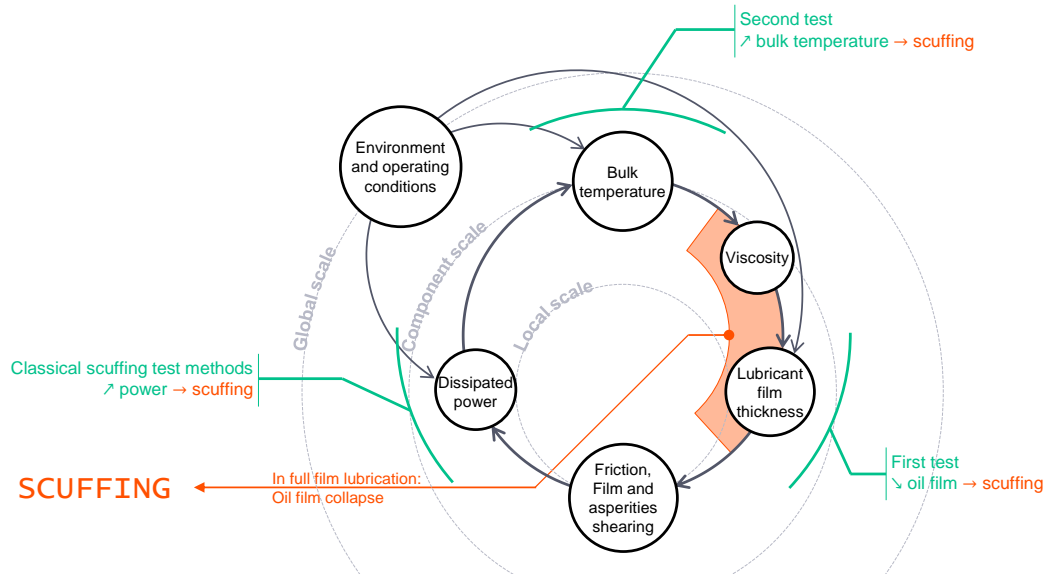 Second test
↗ bulk temperature → scuffing
Environment
and operating
conditions
Bulk
temperature
Viscosity
Global scale
Component scale
Local scale
Classical scuffing test methods
↗ power → scuffing
Dissipated
power
Lubricant
film
thickness
First test
↘ oil film → scuffing
SCUFFING
In full film lubrication:
Oil film collapse
Friction,
Film and
asperities
shearing